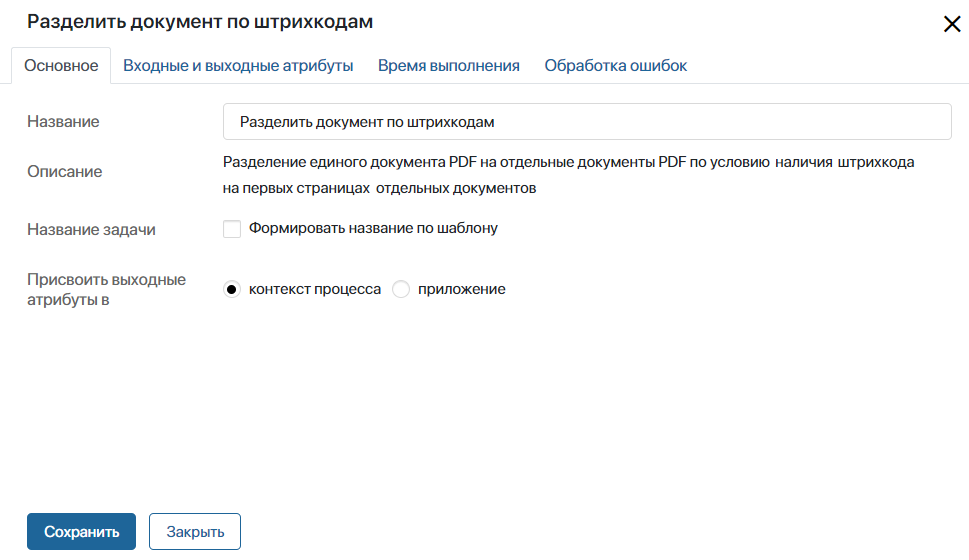 Разделить документ по штрихкодам
Основное Входные и выходные атрибуты Время выполнения Обработка ошибок
Название Разделить документ по штрихкодам
Описание Разделение единого документа PDF на отдельные документы PDF по условию наличия штрихкода
на первых страницах отдельных документов
Название задачи Формировать название по шаблону
Присвоить выходные
атрибуты в контекст процесса приложение
Сохранить Закрыть